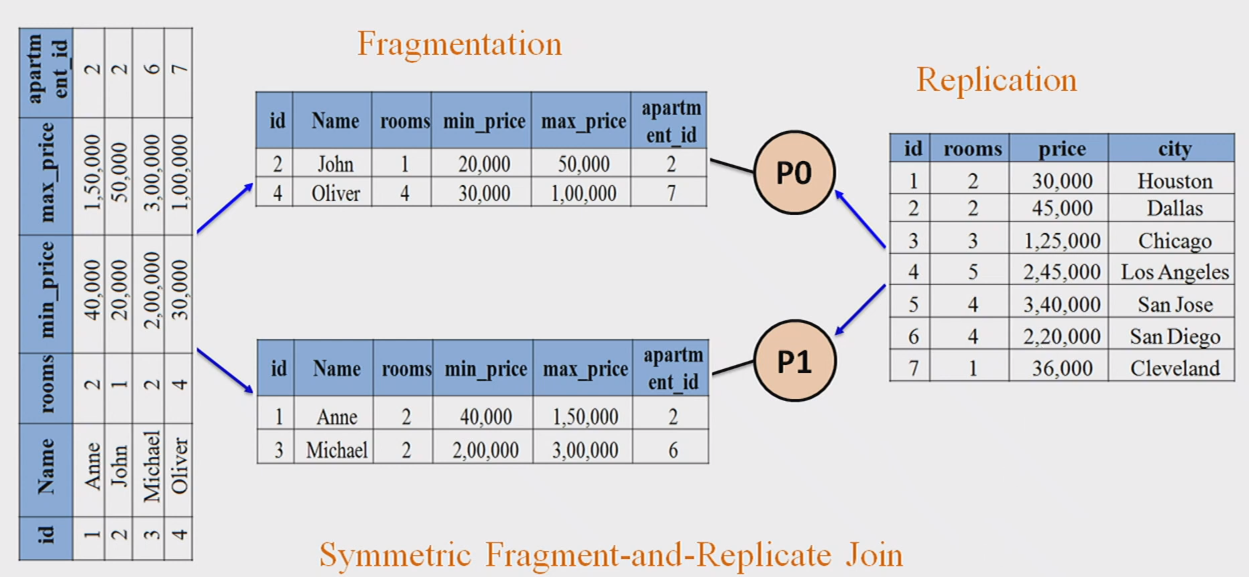 Fragmentation
Replication
id Name rooms min_price max_price apartm
ent_id
1 Anne 2 40,000 1,50,000 2
2 John 1 20,000 50,000 2
3 Michael 2 2,00,000 3,00,000 6
4 Oliver 4 30,000 1,00,000 7
id Name rooms min_price max_price apartm
ent_id
2 John 1 20,000 50,000 2
4 Oliver 4 30,000 1,00,000 7
P0
id Name rooms min_price max_price apartm
ent_id
1 Anne 2 40,000 1,50,000 2
3 Michael 2 2,00,000 3,00,000 6
P1
id rooms price city
1 2 30,000 Houston
2 2 45,000 Dallas
3 3 1,25,000 Chicago
4 5 2,45,000 Los Angeles
5 4 3,40,000 San Jose
6 4 2,20,000 San Diego
7 1 36,000 Cleveland
Symmetric Fragment-and-Replicate Join